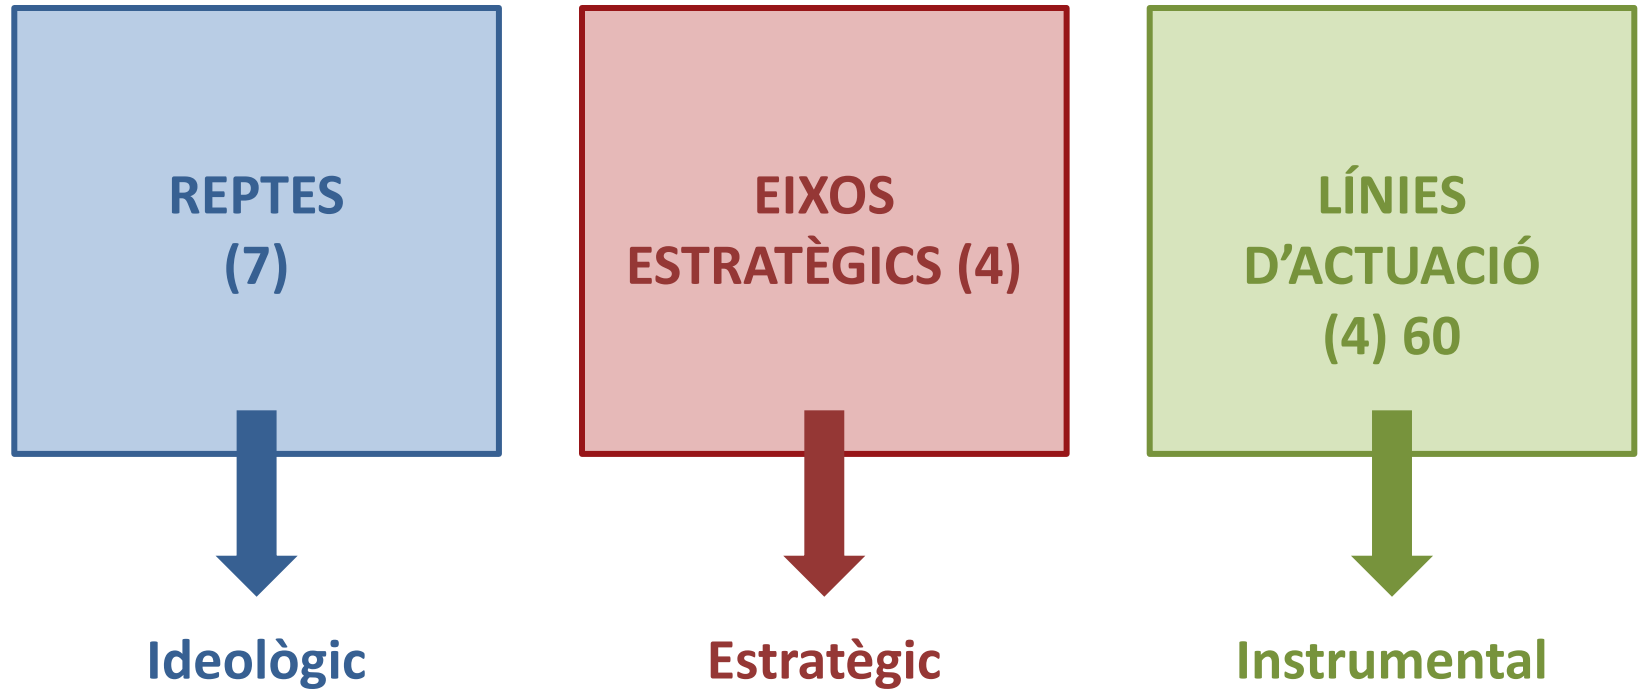 REPTES
(7)
EIXOS
ESTRATÈGICS (4)
LÍNIES
D’ACTUACIÓ
(4) 60
Ideològic
Estratègic
Instrumental